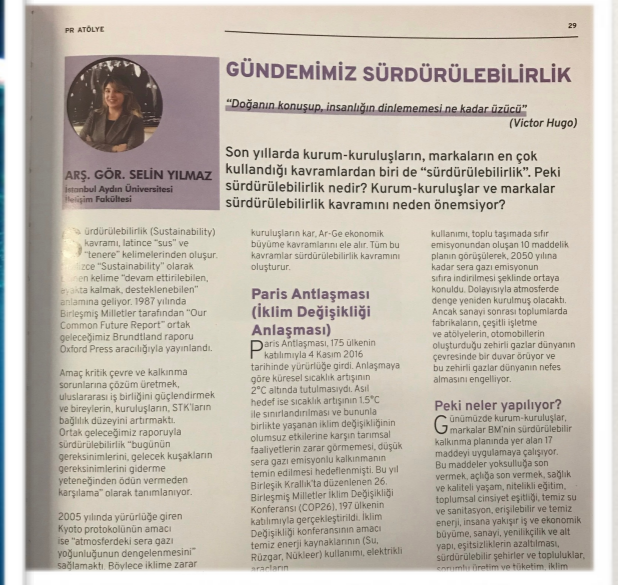 PR ATÖLYE
29
ARŞ. GÖR. SELİN YILMAZ
İstanbul Aydın Üniversitesi
İletişim Fakültesi
GÜNDEMİMİZ SÜRDÜRÜLEBİLİRLİK
“Doğanın konuşup, insanlığın dinlememesi ne kadar üzücü”
(Victor Hugo)
Son yıllarda kurum-kuruluşların, markaların en çok
kullandığı kavramlardan biri de “sürdürülebilirlik”. Peki
sürdürülebilirlik nedir? Kurum-kuruluşlar ve markalar
sürdürülebilirlik kavramını neden önemsiyor?
Sürdürülebilirlik (Sustainability)
kavramı, latince “sus” ve
“tenere” kelimelerinden oluşur.
“Sustainability” olarak
kelime “devam ettirilebilen,
ayakta kalmak, desteklenebilen”
anlamına geliyor. 1987 yılında
Birleşmiş Milletler tarafından “Our
Common Future Report” ortak
geleceğimiz Brundtland raporu
Oxford Press aracılığıyla yayınlandı.
Amaç kritik çevre ve kalkınma
sorunlarına çözüm üretmek,
uluslararası iş birliğini güçlendirmek
ve bireylerin, kuruluşların, STK’ların
bağlılık düzeyini artırmaktı.
Ortak geleceğimiz raporuyla
sürdürülebilirlik “bugünün
gereksinimlerini, gelecek kuşakların
gereksinimlerini giderme
yeteneğinden ödün vermeden
karşılama” olarak tanımlanıyor.
2005 yılında yürürlüğe giren
Kyoto protokolünün amacı
ise “atmosferdeki sera gazı
yoğunluğunun dengelenmesini”
sağlamaktı. Böylece iklime zarar
kuruluşların kar, Ar-Ge ekonomik
büyüme kavramlarını ele alır. Tüm bu
kavramlar sürdürülebilirlik kavramını
oluşturur.
Paris Antlaşması
(İklim Değişikliği
Anlaşması)
Paris Antlaşması, 175 ülkenin
katılımıyla 4 Kasım 2016
tarihinde yürürlüğe girdi. Anlaşmaya
göre küresel sıcaklık artışının
2°C altında tutulmasıydı. Asıl
hedef ise sıcaklık artışının 1.5°C
ile sınırlandırılması ve bununla
birlikte yaşanan iklim değişikliğinin
olumsuz etkilerine karşın tarımsal
faaliyetlerin zarar görmemesi, düşük
sera gazı emisyonlu kalkınmanın
temin edilmesi hedeflenmişti. Bu yıl
Birleşik Krallık’ta düzenlenen 26.
Birleşmiş Milletler İklim Değişikliği
Konferansı (COP26), 197 ülkenin
katılımıyla gerçekleştirildi. İklim
Değişikliği konferansının amacı
temiz enerji kaynaklarının (Su,
Rüzgar, Nükleer) kullanımı, elektrikli
araçların
kullanımı, toplu taşımada sıfır
emisyonundan oluşan 10 maddelik
planın görüşülerek, 2050 yılına
kadar sera gazı emisyonun
sıfıra indirilmesi şeklinde ortaya
konuldu. Dolayısıyla atmosferde
denge yeniden kurulmuş olacaktı.
Ancak sanayi sonrası toplumlarda
fabrikaların, çeşitli işletme
ve atölyelerin, otomobillerin
oluşturduğu zehirli gazlar dünyanın
çevresinde bir duvar örüyor ve
bu zehirli gazlar dünyanın nefes
almasını engelliyor.
Peki neler yapılıyor?
Günümüzde kurum-kuruluşlar,
markalar BM’nin sürdürülebilir
kalkınma planında yer alan 17
maddeyi uygulamaya çalışıyor.
Bu maddeler yoksulluğa son
vermek, açlığa son vermek, sağlık
ve kaliteli yaşam, nitelikli eğitim,
toplumsal cinsiyet eşitliği, temiz su
ve sanitasyon, erişilebilir ve temiz
enerji, insana yakışır iş ve ekonomik
büyüme, sanayi, yenilikçilik ve alt
yapı, eşitsizliklerin azaltılması,
sürdürülebilir şehirler ve topluluklar,
sorumlu üretim ve tüketim, iklim